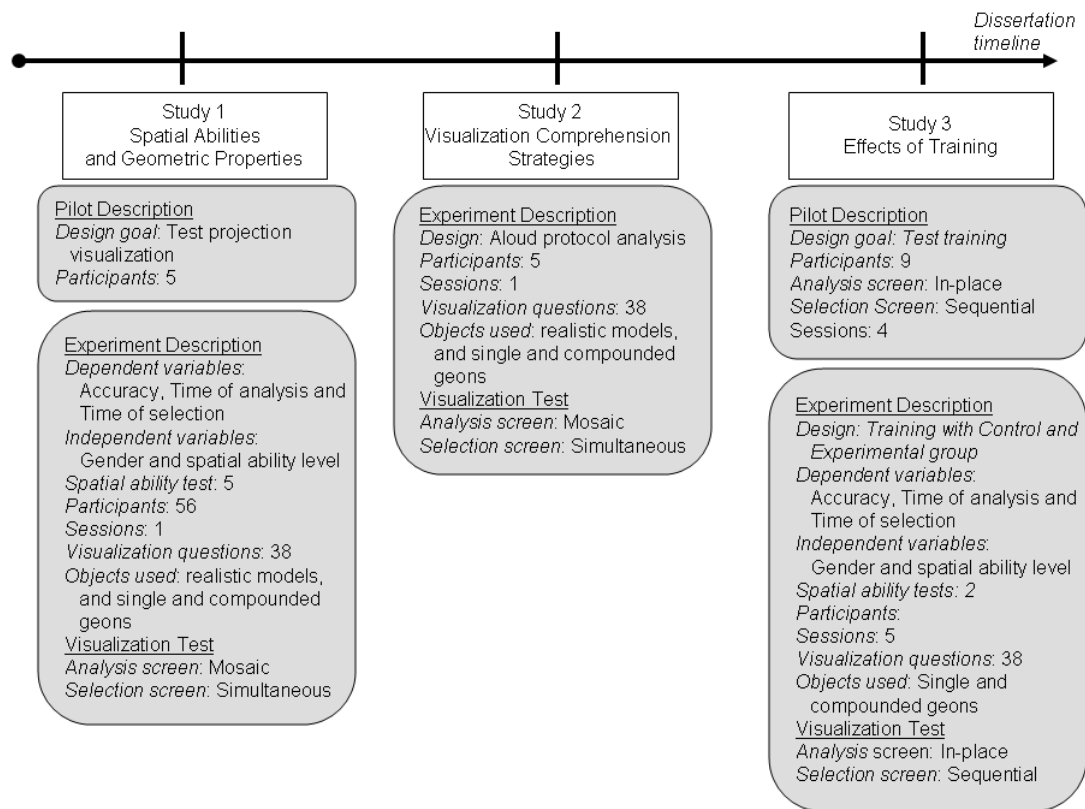 Dissertation
timeline
Study 1
Spatial Abilities
and Geometric Properties
Pilot Description
Design goal: Test projection
visualization
Participants: 5
Experiment Description
Dependent variables:
Accuracy, Time of analysis and
Time of selection
Independent variables:
Gender and spatial ability level
Spatial ability test: 5
Participants: 56
Sessions: 1
Visualization questions: 38
Objects used: realistic models,
and single and compounded
geons
Visualization Test
Analysis screen: Mosaic
Selection screen: Simultaneous
Study 2
Visualization Comprehension
Strategies
Experiment Description
Design: Aloud protocol analysis
Participants: 5
Sessions: 1
Visualization questions: 38
Objects used: realistic models,
and single and compounded
geons
Visualization Test
Analysis screen: Mosaic
Selection screen: Simultaneous
Study 3
Effects of Training
Pilot Description
Design goal: Test training
Participants: 9
Analysis screen: In-place
Selection Screen: Sequential
Sessions: 4
Experiment Description
Design: Training with Control and
Experimental group
Dependent variables:
Accuracy, Time of analysis and
Time of selection
Independent variables:
Gender and spatial ability level
Spatial ability tests: 2
Participants:
Sessions: 5
Visualization questions: 38
Objects used: Single and
compounded geons
Visualization Test
Analysis screen: In-place
Selection screen: Sequential